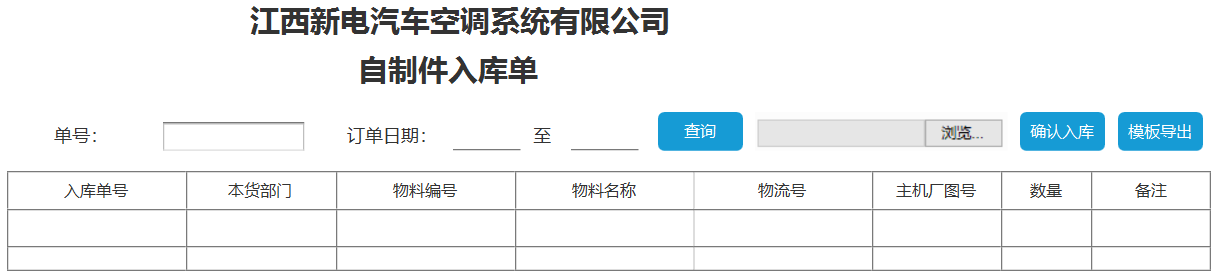 江西新电汽车空调系统有限公司
自制件入库单
单号： 订单日期： 至 查询 浏览... 确认入库 模板导出
入库单号 本货部门 物料编号 物料名称 物流号 主机厂图号 数量 备注